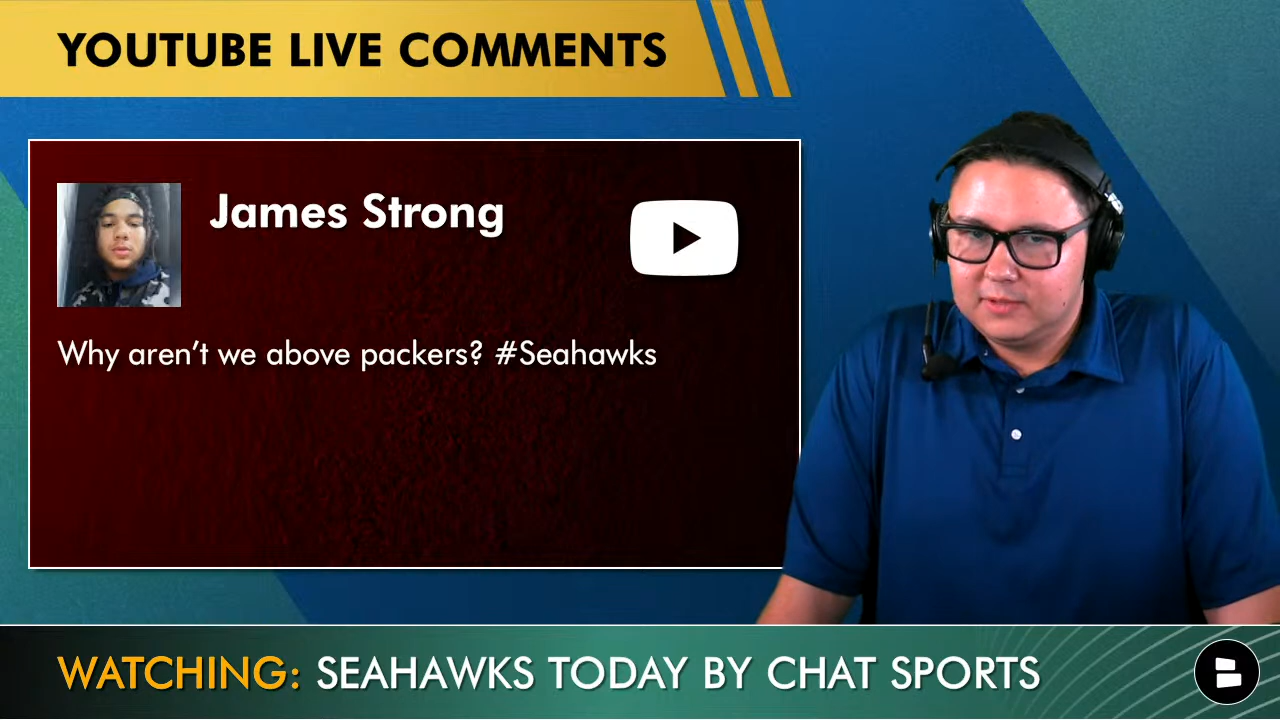 YOUTUBE LIVE COMMENTS
James Strong
Why aren’t we above packers? #Seahawks
WATCHING: SEAHAWKS TODAY BY CHAT SPORTS